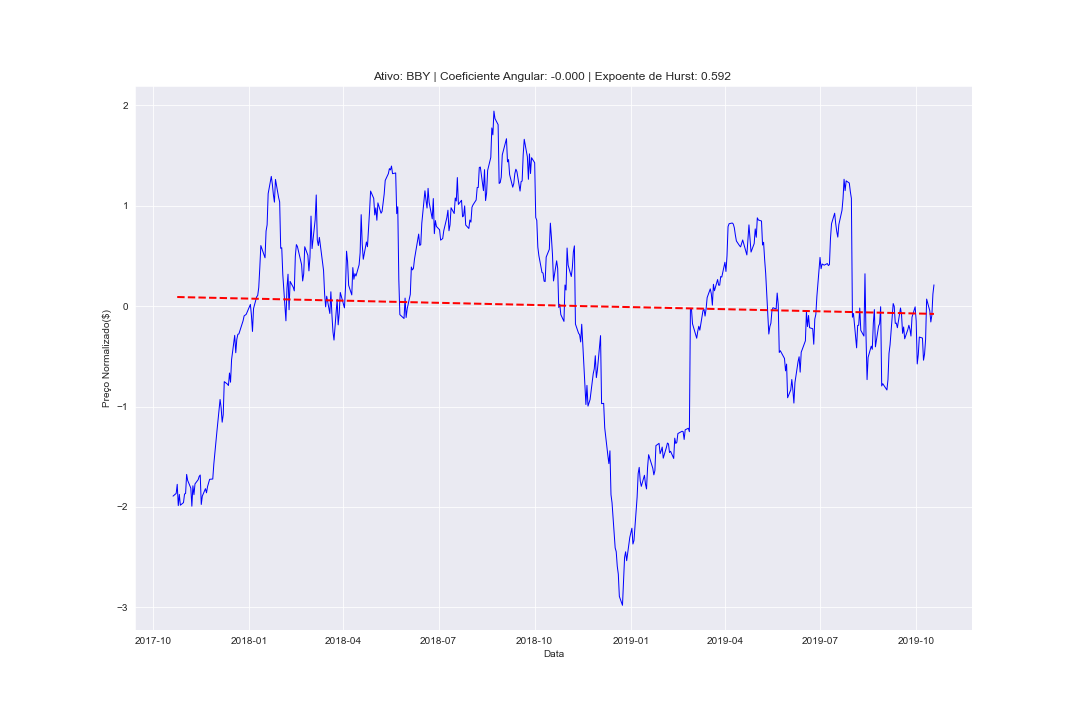 Ativo: BBY | Coeficiente Angular: -0.000 | Expoente de Hurst: 0.592
Preço Normalizado($)
2
1
0
−1
−2
−3
2017-10 2018-01 2018-04 2018-07 2018-10 2019-01 2019-04 2019-07 2019-10
Data